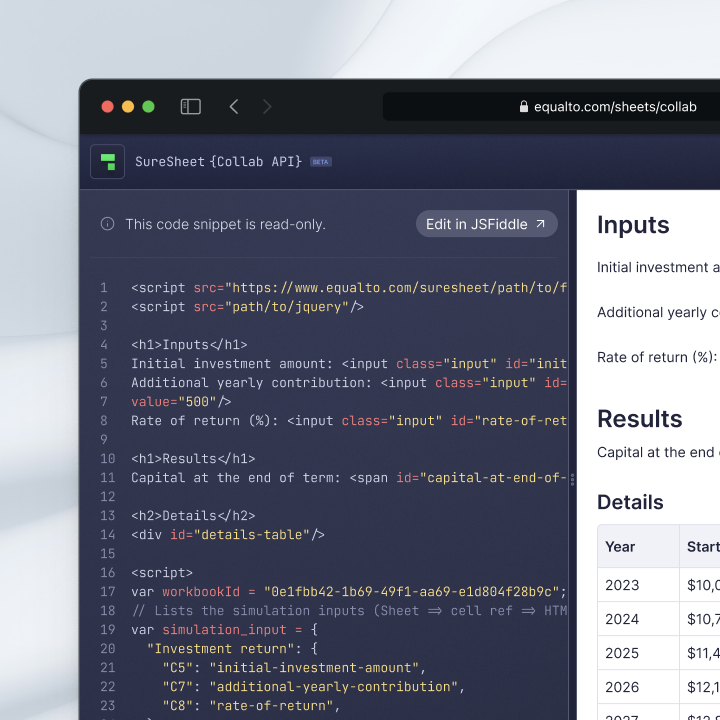 equalto.com/sheets/collab
SureSheet {Collab API} BETA
This code snippet is read-only.
Edit in JSFiddle
1 <script src="https://www.equalto.com/suresheet/path/to/f
2 <script src="path/to/jquery"/>
3
4 <h1>Inputs</h1>
5 Initial investment amount: <input class="input" id="init
6 Additional yearly contribution: <input class="input" id=
7 value="500"/>
8 Rate of return (%): <input class="input" id="rate-of-ret
9
10 <h1>Results</h1>
11 Capital at the end of term: <span id="capital-at-end-of-
12
13 <h2>Details</h2>
14 <div id="details-table"/>
15
16 <script>
17 var workbookId = "0e1fbb42-1b69-49f1-aa69-e1d804f28b9c";
18 // Lists the simulation inputs (Sheet => cell ref => HTM
19 var simulation_input = {
20 "Investment return": {
21 "C5": "initial-investment-amount",
22 "C7": "additional-yearly-contribution",
23 "C8": "rate-of-return",
Inputs
Initial investment a
Additional yearly c
Rate of return (%):
Results
Capital at the end
Details
Year Start
2023 $10,0
2024 $10,7
2025 $11,4
2026 $12,1